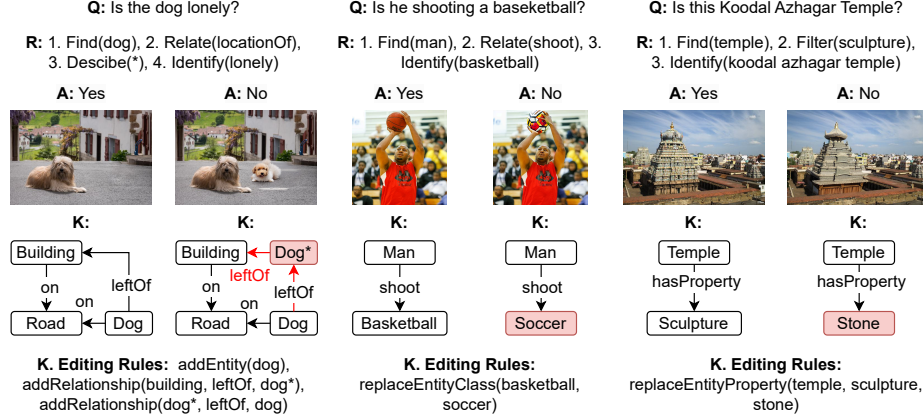 Q: Is the dog lonely?
R: 1. Find(dog), 2. Relate(locationOf),
3. Descibe(*), 4. Identify(lonely)
A: Yes
A: No
K:
K:
Building
leftOf
on
on
Road
Dog
Building
Dog*
leftOf
leftOf
on
on
Road
Dog
K. Editing Rules: addEntity(dog),
addRelationship(building, leftOf, dog*),
addRelationship(dog*, leftOf, dog)
Q: Is he shooting a baseketball?
R: 1. Find(man), 2. Relate(shoot), 3.
Identify(basketball)
A: Yes
A: No
K:
K:
Man
shoot
Basketball
Man
shoot
Soccer
K. Editing Rules:
replaceEntityClass(basketball,
soccer)
Q: Is this Koodal Azhagar Temple?
R: 1. Find(temple), 2. Filter(sculpture),
3. Identify(koodal azhagar temple)
A: Yes
A: No
K:
K:
Temple
hasProperty
Sculpture
Temple
hasProperty
Stone
K. Editing Rules:
replaceEntityProperty(temple, sculpture,
stone)